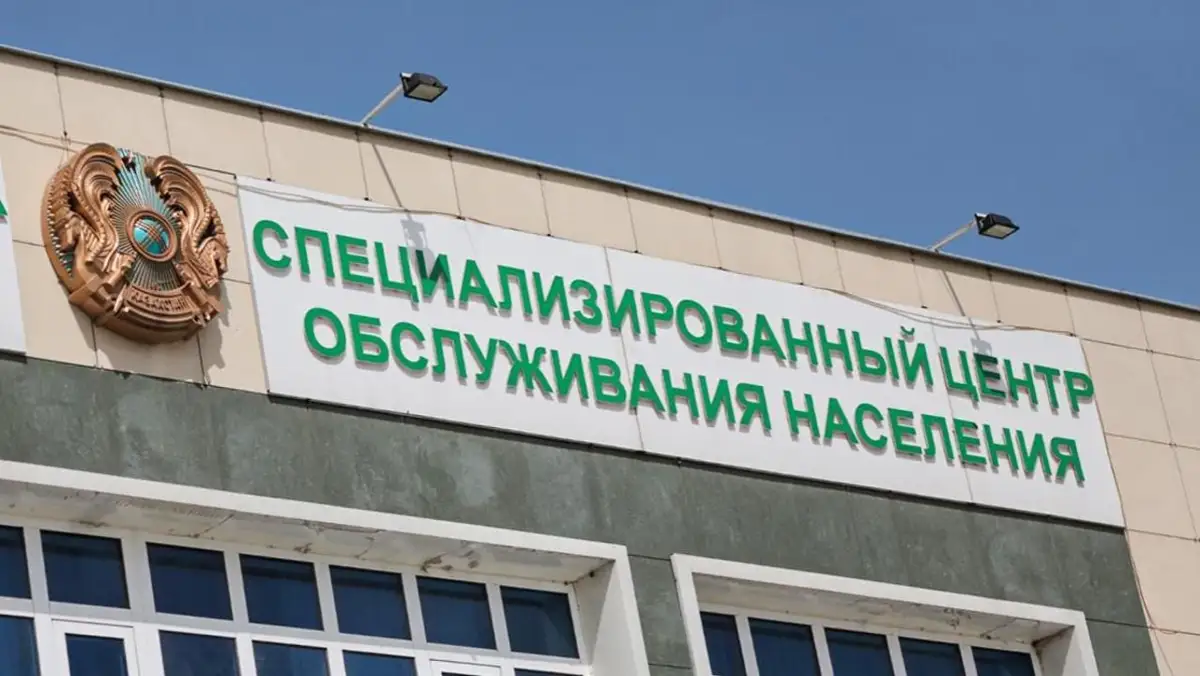 СПЕЦИАЛИЗИРОВАННЫЙ ЦЕНТР
ОБСЛУЖИВАНИЯ НАСЕЛЕНИЯ